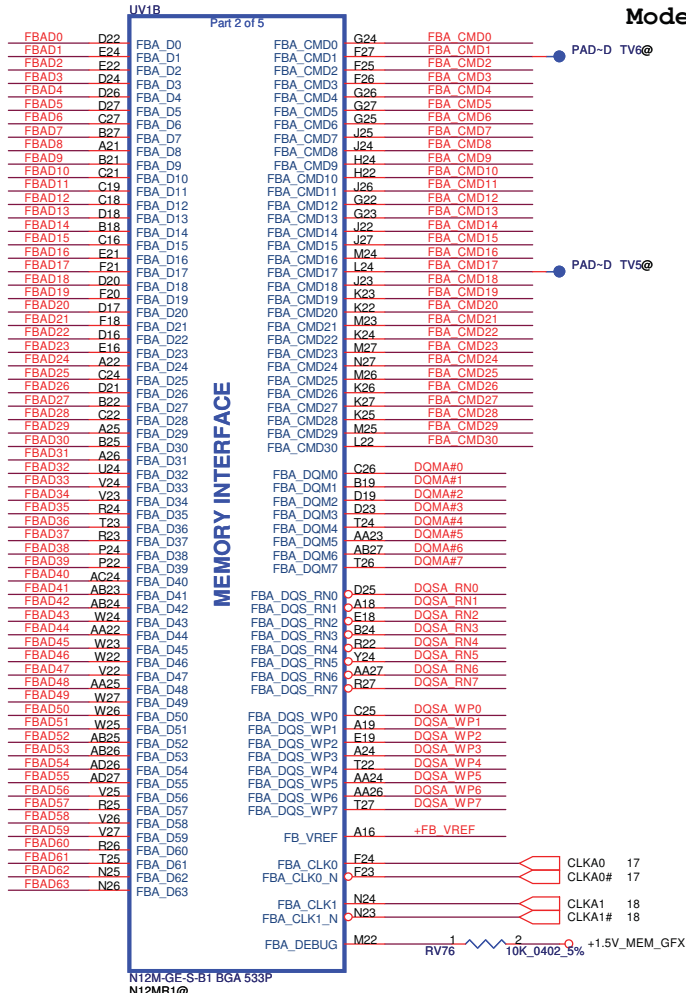 UV1B
Mode
Part 2 of 5
FBAD0 D22 FBA_D0
FBAD1 E24 FBA_D1
FBAD2 E22 FBA_D2
FBAD3 D24 FBA_D3
FBAD4 D26 FBA_D4
FBAD5 D27 FBA_D5
FBAD6 C27 FBA_D6
FBAD7 B27 FBA_D7
FBAD8 A21 FBA_D8
FBAD9 B21 FBA_D9
FBAD10 C21 FBA_D10
FBAD11 C19 FBA_D11
FBAD12 C18 FBA_D12
FBAD13 D18 FBA_D13
FBAD14 B18 FBA_D14
FBAD15 C16 FBA_D15
FBAD16 E21 FBA_D16
FBAD17 F21 FBA_D17
FBAD18 D20 FBA_D18
FBAD19 F20 FBA_D19
FBAD20 D17 FBA_D20
FBAD21 F18 FBA_D21
FBAD22 D16 FBA_D22
FBAD23 E16 FBA_D23
FBAD24 A22 FBA_D24
FBAD25 C24 FBA_D25
FBAD26 D21 FBA_D26
FBAD27 B22 FBA_D27
FBAD28 C22 FBA_D28
FBAD29 A25 FBA_D29
FBAD30 B25 FBA_D30
FBAD31 A26 FBA_D31
FBAD32 U24 FBA_D32
FBAD33 V24 FBA_D33
FBAD34 V23 FBA_D34
FBAD35 R24 FBA_D35
FBAD36 T23 FBA_D36
FBAD37 R23 FBA_D37
FBAD38 P24 FBA_D38
FBAD39 P22 FBA_D39
FBAD40 AC24 FBA_D40
FBAD41 AB23 FBA_D41
FBAD42 AB24 FBA_D42
FBAD43 W24 FBA_D43
FBAD44 AA22 FBA_D44
FBAD45 W23 FBA_D45
FBAD46 W22 FBA_D46
FBAD47 V22 FBA_D47
FBAD48 AA25 FBA_D48
FBAD49 W27 FBA_D49
FBAD50 W26 FBA_D50
FBAD51 W25 FBA_D51
FBAD52 AB25 FBA_D52
FBAD53 AB26 FBA_D53
FBAD54 AD26 FBA_D54
FBAD55 AD27 FBA_D55
FBAD56 V25 FBA_D56
FBAD57 R25 FBA_D57
FBAD58 V26 FBA_D58
FBAD59 V27 FBA_D59
FBAD60 R26 FBA_D60
FBAD61 T25 FBA_D61
FBAD62 N25 FBA_D62
FBAD63 N26 FBA_D63
MEMORY INTERFACE
FBA_CMD0 G24 FBA_CMD0
FBA_CMD1 F27 FBA_CMD1 PAD~D TV6@
FBA_CMD2 F25 FBA_CMD2
FBA_CMD3 F26 FBA_CMD3
FBA_CMD4 G26 FBA_CMD4
FBA_CMD5 G27 FBA_CMD5
FBA_CMD6 G25 FBA_CMD6
FBA_CMD7 J25 FBA_CMD7
FBA_CMD8 J24 FBA_CMD8
FBA_CMD9 H24 FBA_CMD9
FBA_CMD10 H22 FBA_CMD10
FBA_CMD11 J26 FBA_CMD11
FBA_CMD12 G22 FBA_CMD12
FBA_CMD13 G23 FBA_CMD13
FBA_CMD14 J22 FBA_CMD14
FBA_CMD15 J27 FBA_CMD15
FBA_CMD16 M24 FBA_CMD16
FBA_CMD17 L24 FBA_CMD17 PAD~D TV5@
FBA_CMD18 J23 FBA_CMD18
FBA_CMD19 K23 FBA_CMD19
FBA_CMD20 K22 FBA_CMD20
FBA_CMD21 M23 FBA_CMD21
FBA_CMD22 K24 FBA_CMD22
FBA_CMD23 M27 FBA_CMD23
FBA_CMD24 N27 FBA_CMD24
FBA_CMD25 M26 FBA_CMD25
FBA_CMD26 K26 FBA_CMD26
FBA_CMD27 K27 FBA_CMD27
FBA_CMD28 K25 FBA_CMD28
FBA_CMD29 M25 FBA_CMD29
FBA_CMD30 L22 FBA_CMD30
FBA_DQM0 C26 DQMA#0
FBA_DQM1 B19 DQMA#1
FBA_DQM2 D19 DQMA#2
FBA_DQM3 D23 DQMA#3
FBA_DQM4 T24 DQMA#4
FBA_DQM5 AA23 DQMA#5
FBA_DQM6 AB27 DQMA#6
FBA_DQM7 T26 DQMA#7
FBA_DQS_RN0 D25 DQSA_RN0
FBA_DQS_RN1 A18 DQSA_RN1
FBA_DQS_RN2 E18 DQSA_RN2
FBA_DQS_RN3 B24 DQSA_RN3
FBA_DQS_RN4 R22 DQSA_RN4
FBA_DQS_RN5 Y24 DQSA_RN5
FBA_DQS_RN6 AA27 DQSA_RN6
FBA_DQS_RN7 R27 DQSA_RN7
FBA_DQS_WP0 C25 DQSA_WP0
FBA_DQS_WP1 A19 DQSA_WP1
FBA_DQS_WP2 E19 DQSA_WP2
FBA_DQS_WP3 A24 DQSA_WP3
FBA_DQS_WP4 T22 DQSA_WP4
FBA_DQS_WP5 AA24 DQSA_WP5
FBA_DQS_WP6 AA26 DQSA_WP6
FBA_DQS_WP7 T27 DQSA_WP7
FB_VREF A16 +FB_VREF
FBA_CLK0 F24 CLKA0 17
FBA_CLK0_N F23 CLKA0# 17
FBA_CLK1 N24 CLKA1 18
FBA_CLK1_N N23 CLKA1# 18
FBA_DEBUG M22 1 2 +1.5V_MEM_GFX
RV76 10K_0402_5%
N12M-GE-S-B1 BGA 533P
N12MR1@